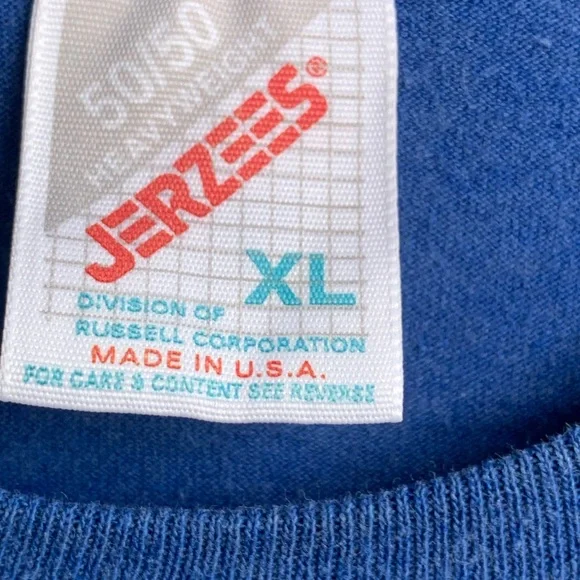 50/50
HEAVYWEIGHT
JERZEES®
XL
DIVISION OF
RUSSELL CORPORATION
MADE IN U.S.A.
FOR CARE & CONTENT SEE REVERSE